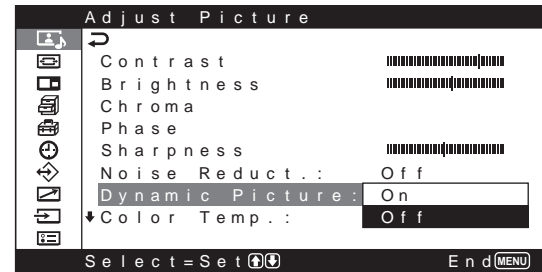 Adjust Picture
Contrast
Brightness
Chroma
Phase
Sharpness
Noise Reduct.: Off
Dynamic Picture: On
Color Temp.: Off
Select=Set End MENU